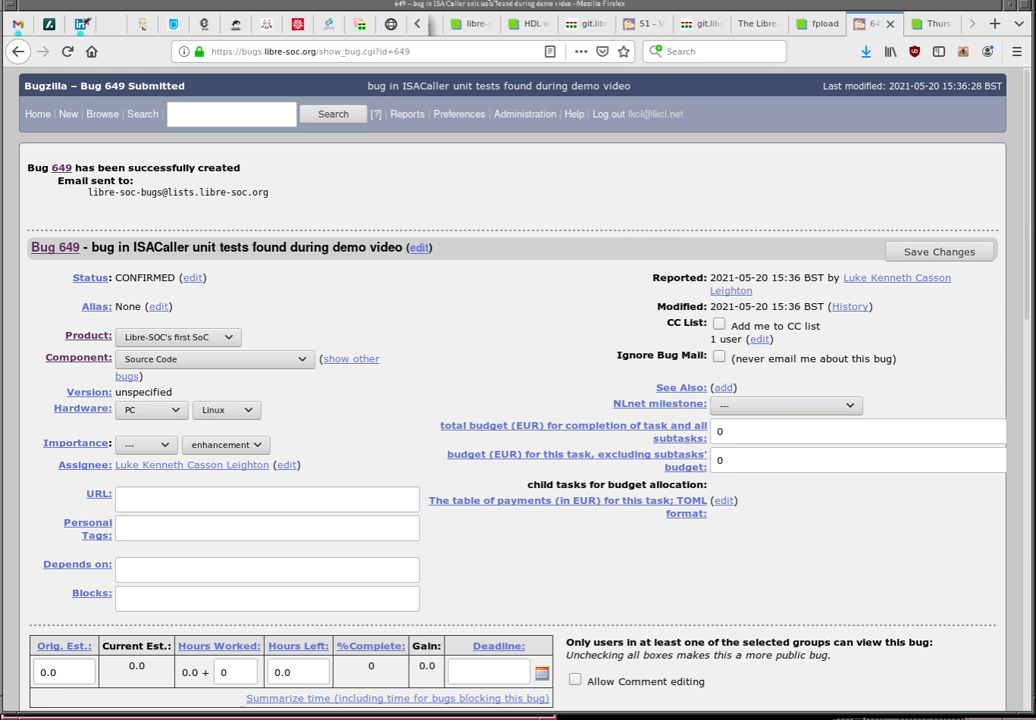 649 – bug in ISACaller unit tests found during demo video - Mozilla Firefox
libre-s
HDL w
git.libr
51 - V
git.libr
The Libre-
fpload
64
Thurs
https://bugs.libre-soc.org/show_bug.cgi?id=649
Search
Bugzilla – Bug 649 Submitted
bug in ISACaller unit tests found during demo video
Last modified: 2021-05-20 15:36:28 BST
Home | New | Browse | Search | Search [?] | Reports | Preferences | Administration | Help | Log out lkcl@lkcl.net
Bug 649 has been successfully created
Email sent to:
libre-soc-bugs@lists.libre-soc.org
Bug 649 - bug in ISACaller unit tests found during demo video (edit)
Save Changes
Status: CONFIRMED (edit)
Alias: None (edit)
Product: Libre-SOC's first SoC
Component: Source Code (show other
bugs)
Version: unspecified
Hardware: PC Linux
Importance: --- enhancement
Assignee: Luke Kenneth Casson Leighton (edit)
URL:
Personal
Tags:
Depends on:
Blocks:
Reported: 2021-05-20 15:36 BST by Luke Kenneth Casson
Leighton
Modified: 2021-05-20 15:36 BST (History)
CC List: Add me to CC list
1 user (edit)
Ignore Bug Mail: (never email me about this bug)
See Also: (add)
NLnet milestone: ---
total budget (EUR) for completion of task and all
subtasks: 0
budget (EUR) for this task, excluding subtasks'
budget: 0
child tasks for budget allocation:
The table of payments (in EUR) for this task; TOML (edit)
format:
Orig. Est.: Current Est.: Hours Worked: Hours Left: %Complete: Gain: Deadline:
0.0 0.0 0.0 + 0 0.0 0 0.0
Summarize time (including time for bugs blocking this bug)
Only users in at least one of the selected groups can view this bug:
Unchecking all boxes makes this a more public bug.
Allow Comment editing